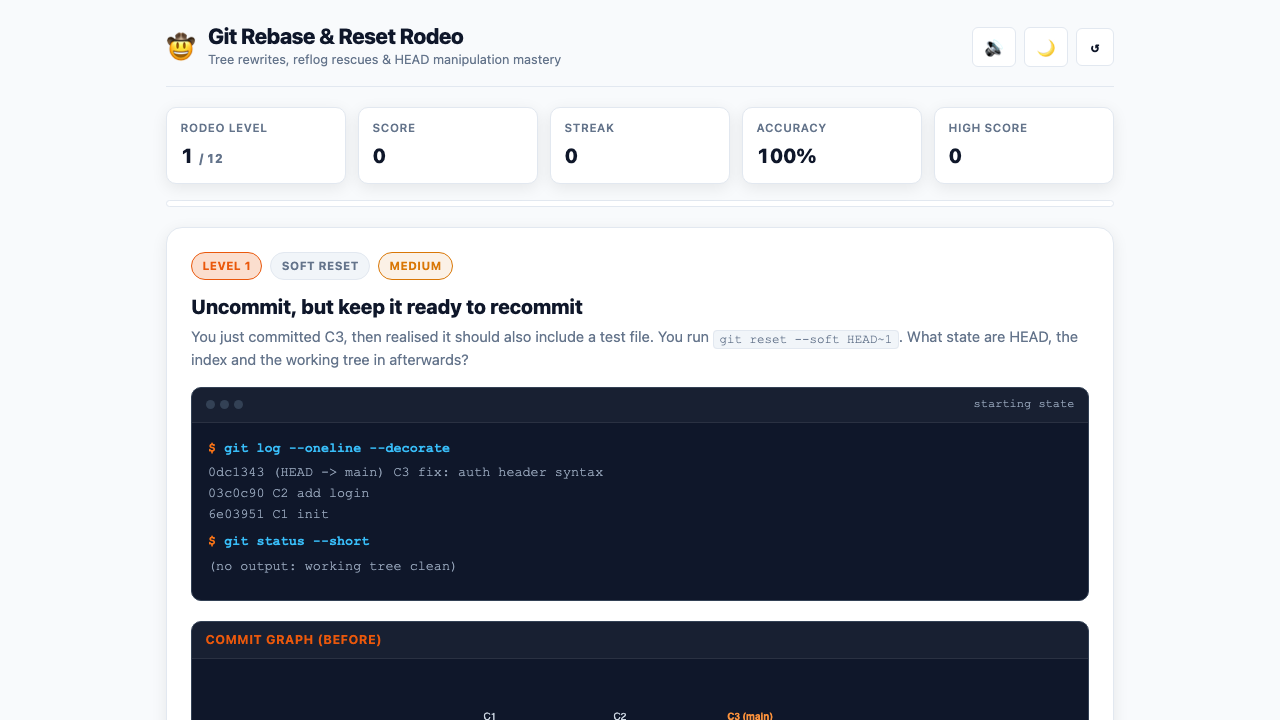 Git Rebase & Reset Rodeo
Tree rewrites, reflog rescues & HEAD manipulation mastery
RODEO LEVEL
1 / 12
SCORE
0
STREAK
0
ACCURACY
100%
HIGH SCORE
0
LEVEL 1
SOFT RESET
MEDIUM
Uncommit, but keep it ready to recommit
You just committed C3, then realised it should also include a test file. You run git reset --soft HEAD~1. What state are HEAD, the
index and the working tree in afterwards?
starting state
$ git log --oneline --decorate
0dc1343 (HEAD -> main) C3 fix: auth header syntax
03c0c90 C2 add login
6e03951 C1 init
$ git status --short
(no output: working tree clean)
COMMIT GRAPH (BEFORE)
C1 C2 C3 (main)